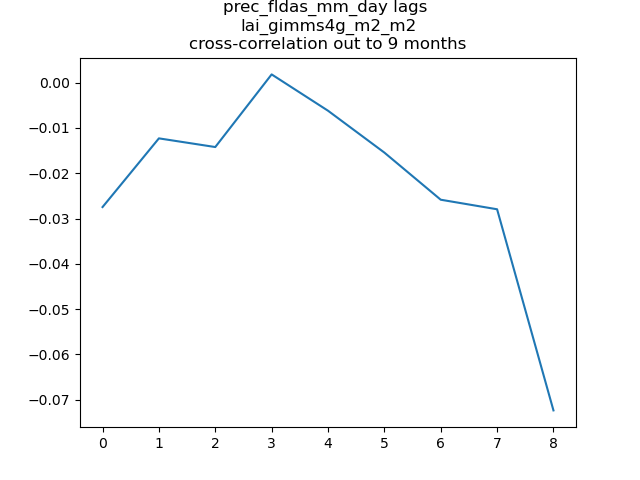 prec_fldas_mm_day lags
lai_gimms4g_m2_m2
cross-correlation out to 9 months
0.00
−0.01
−0.02
−0.03
−0.04
−0.05
−0.06
−0.07
0 1 2 3 4 5 6 7 8